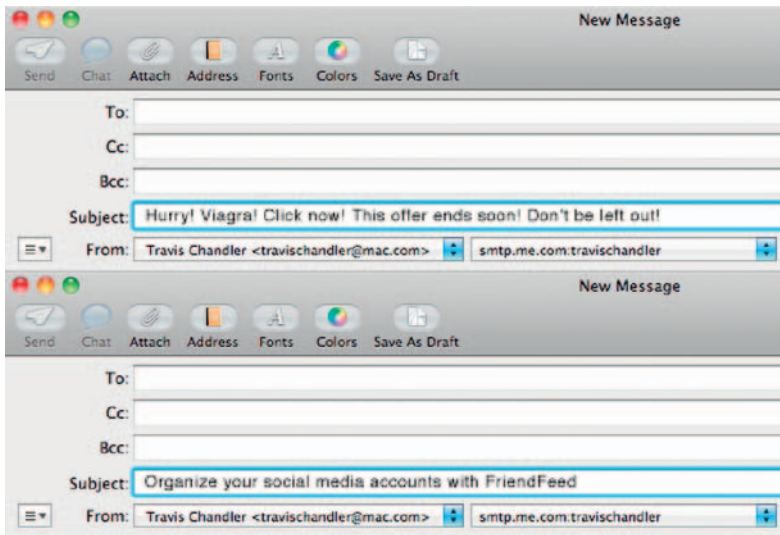 New Message
Send Chat Attach Address Fonts Colors Save As Draft
To:
Cc:
Bcc:
Subject: Hurry! Viagra! Click now! This offer ends soon! Don't be left out!
From: Travis Chandler <travischandler@mac.com> smtp.me.com:travischandler
New Message
Send Chat Attach Address Fonts Colors Save As Draft
To:
Cc:
Bcc:
Subject: Organize your social media accounts with FriendFeed
From: Travis Chandler <travischandler@mac.com> smtp.me.com:travischandler